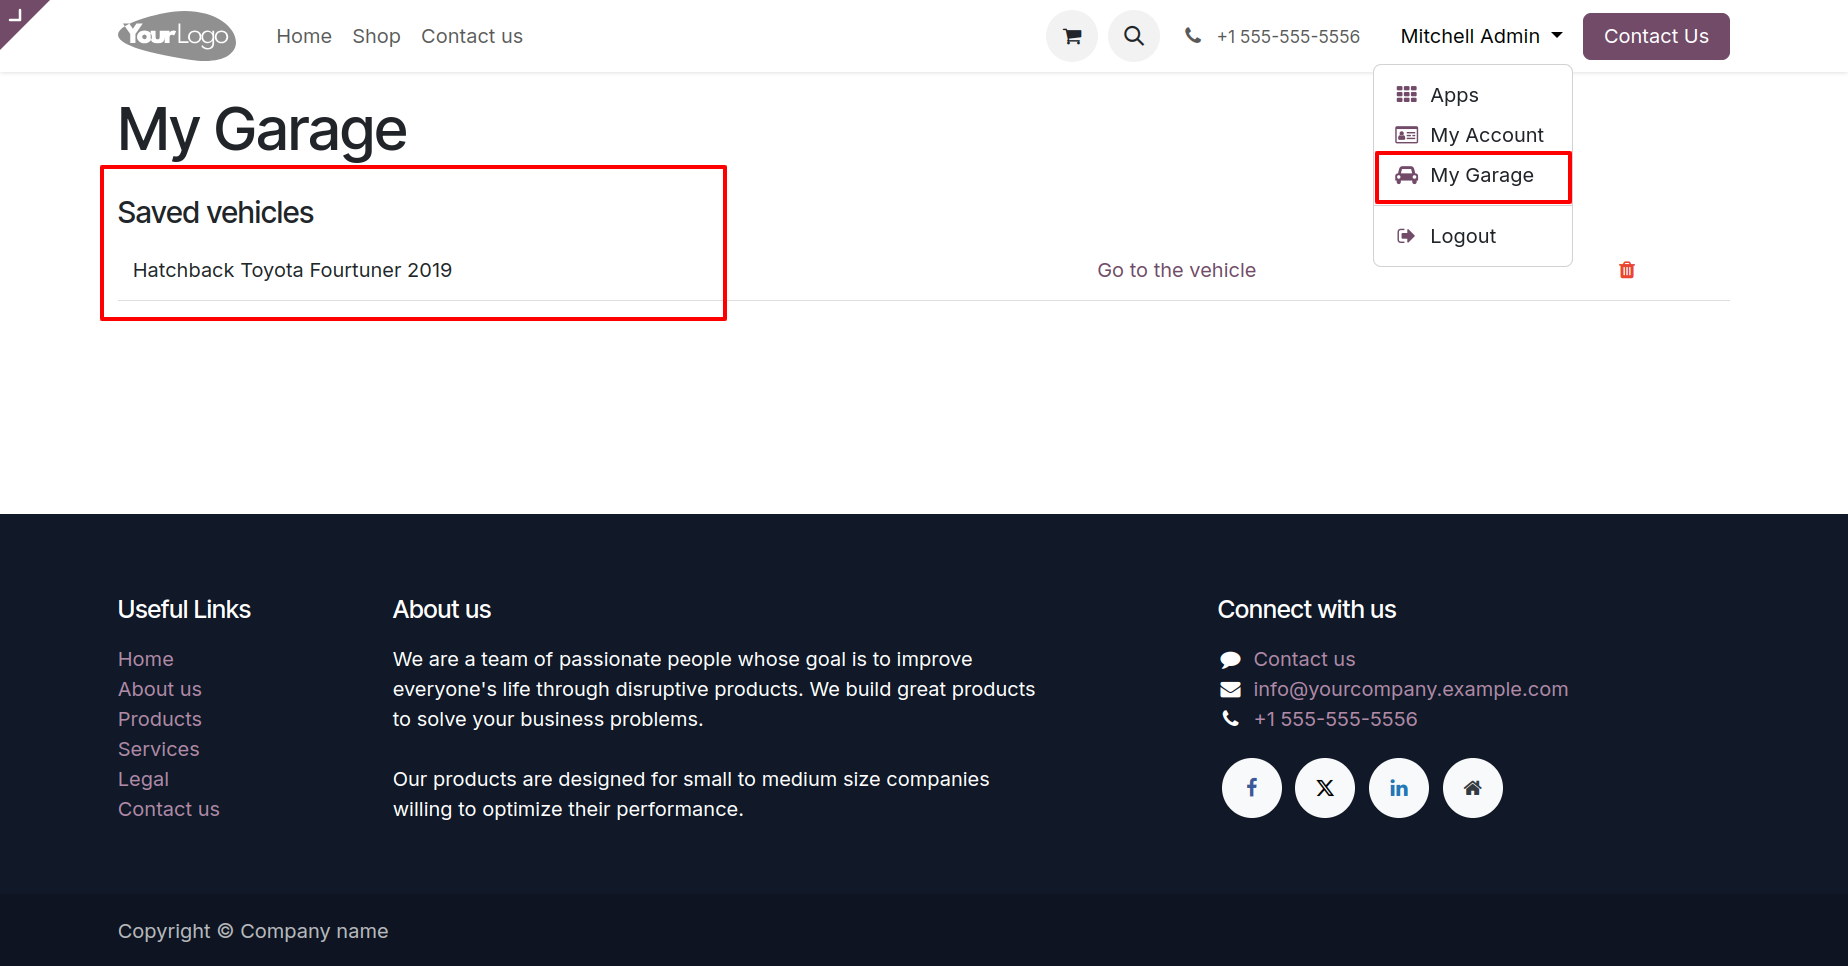 YourLogo
Home
Shop
Contact us
+1 555-555-5556
Mitchell Admin
Contact Us
Apps
My Account
My Garage
Logout
My Garage
Saved vehicles
Hatchback Toyota Fourtuner 2019
Go to the vehicle
Useful Links
Home
About us
Products
Services
Legal
Contact us
About us
We are a team of passionate people whose goal is to improve
everyone's life through disruptive products. We build great products
to solve your business problems.
Our products are designed for small to medium size companies
willing to optimize their performance.
Connect with us
Contact us
info@yourcompany.example.com
+1 555-555-5556
Copyright © Company name